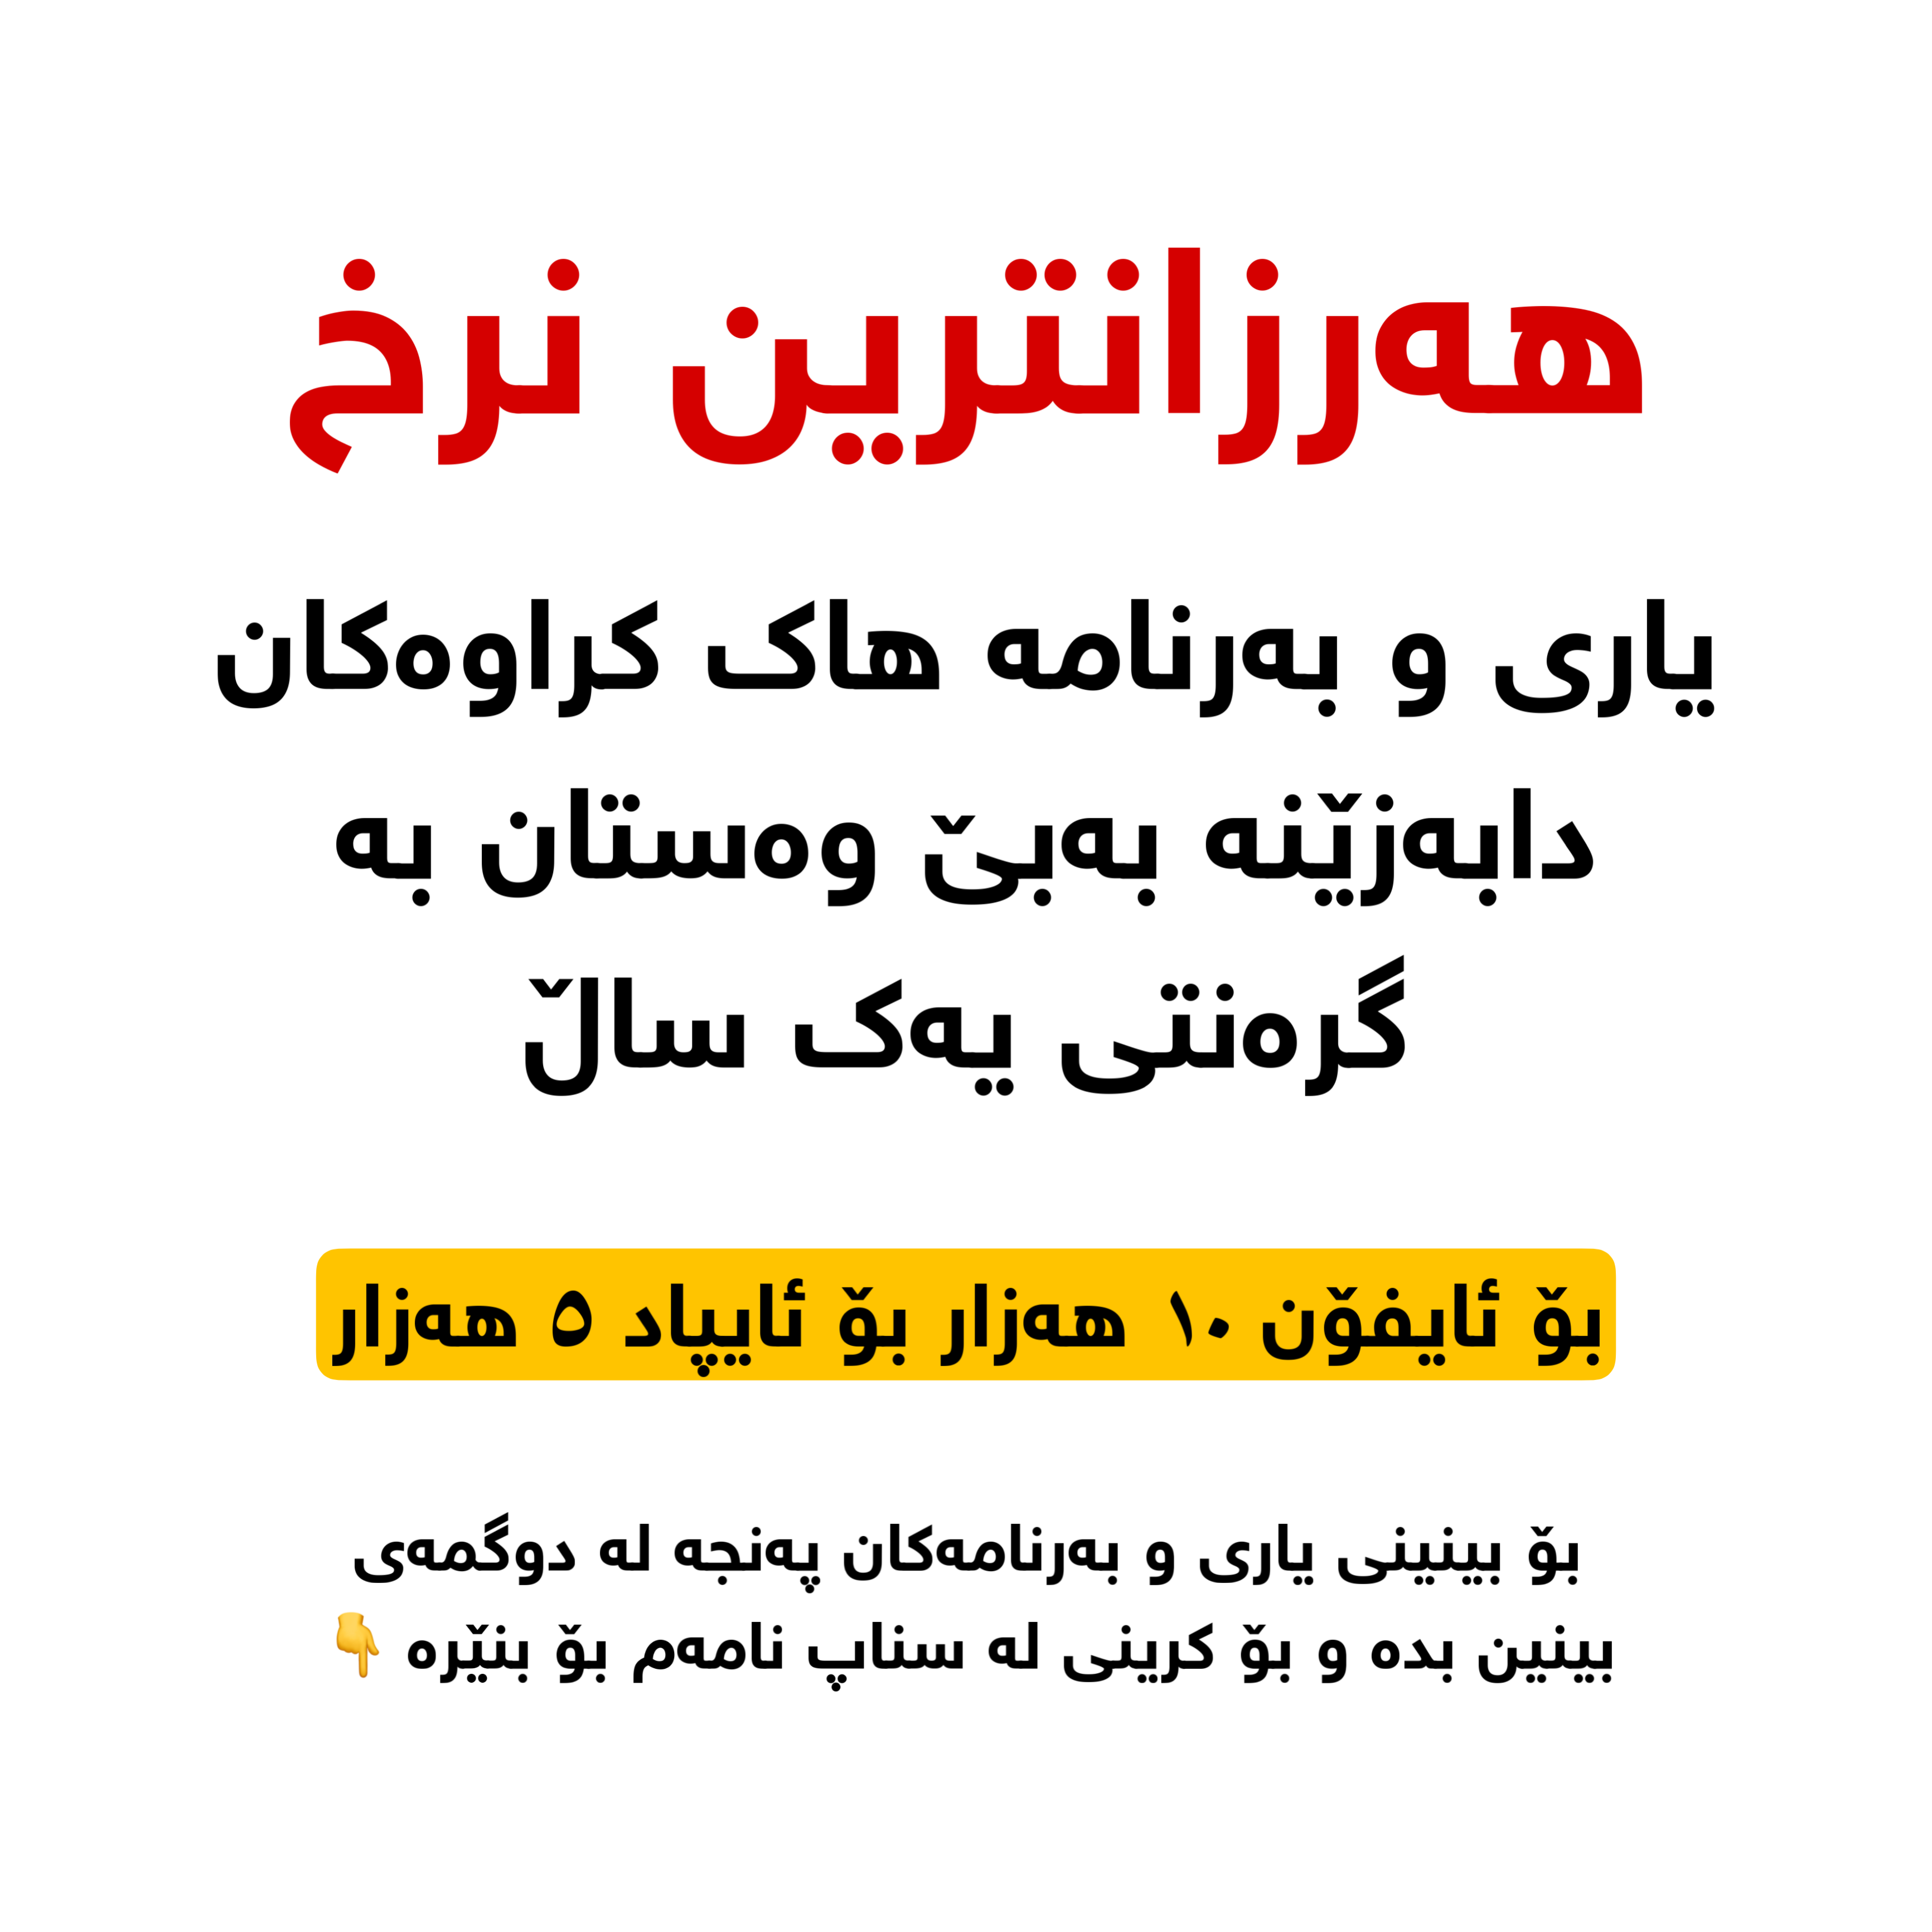 هەرزانترین نرخ
یاری و بەرنامە هاک کراوەکان
دابەزێنە بەبێ وەستان بە
گرەنتی یەک ساڵ
بۆ ئایفۆن ١٠ هەزار بۆ ئایپاد ٥ هەزار
بۆ بینینی یاری و بەرنامەکان پەنجە لە دوگمەی
بینین بدە و بۆ کرینی لە سناپ نامەم بۆ بنێرە 👇